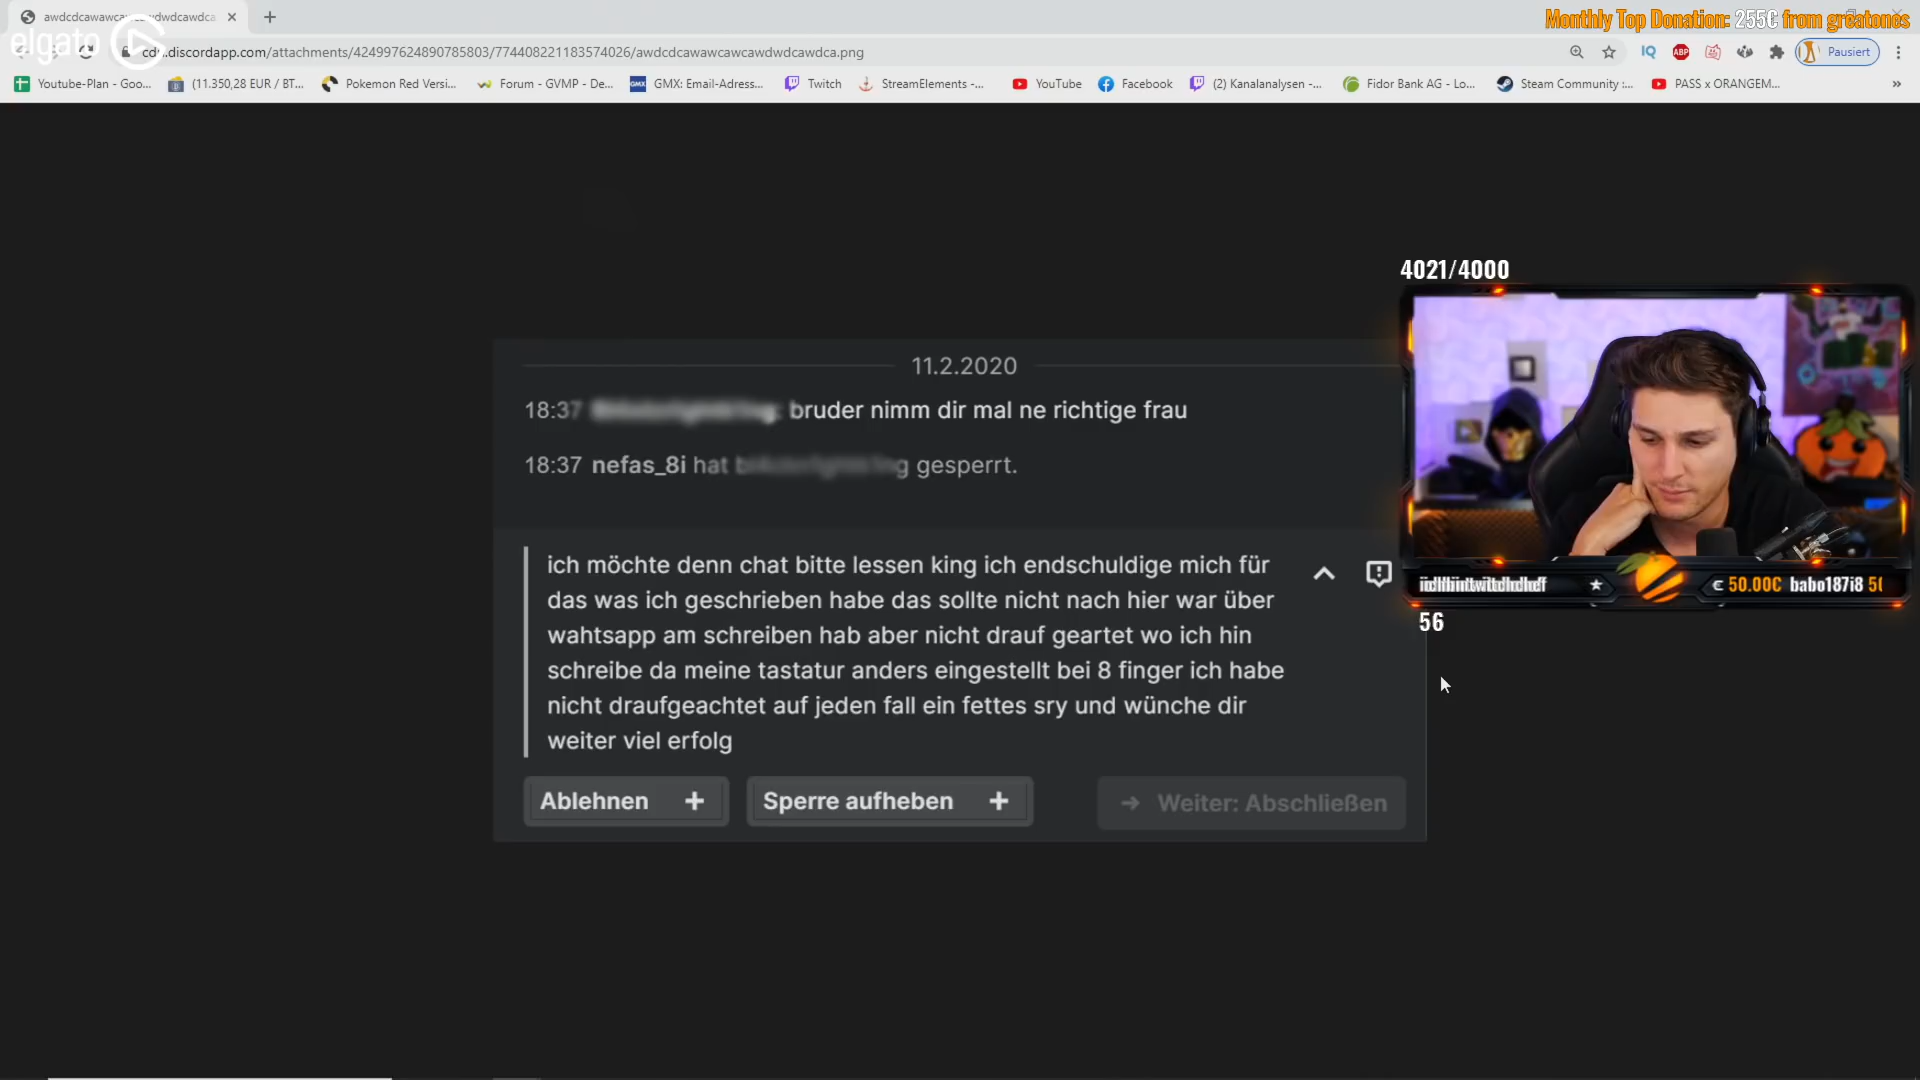 awdcdcawawcawcawdwdcawdca
Monthly Top Donation: 255€ from greatones
elgato
cdn.discordapp.com/attachments/424997624890785803/774408221183574026/awdcdcawawcawcawdwdcawdca.png
IQ
ABP
Pausiert
Youtube-Plan - Goo...
(11.350,28 EUR / BT...
Pokemon Red Versi...
Forum - GVMP - De...
GMX
GMX: Email-Adress...
Twitch
StreamElements -...
YouTube
Facebook
(2) Kanalanalysen -...
Fidor Bank AG - Lo...
Steam Community :...
PASS x ORANGEM...
»
4021/4000
11.2.2020
18:37 bruder nimm dir mal ne richtige frau
18:37 nefas_8i hat gesperrt.
ich möchte denn chat bitte lessen king ich endschuldige mich für
das was ich geschrieben habe das sollte nicht nach hier war über
wahtsapp am schreiben hab aber nicht drauf geartet wo ich hin
schreibe da meine tastatur anders eingestellt bei 8 finger ich habe
nicht draufgeachtet auf jeden fall ein fettes sry und wünche dir
weiter viel erfolg
Ablehnen +
Sperre aufheben +
→ Weiter: Abschließen
€ 50.00€ babo187i8 50
56